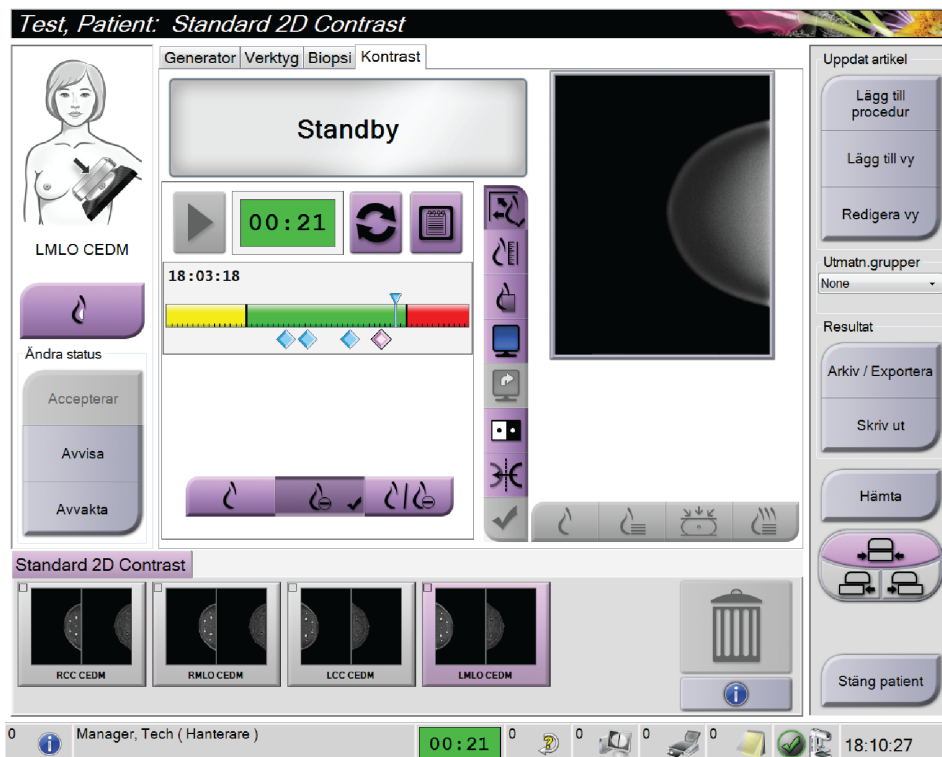 Test, Patient: Standard 2D Contrast
Generator Verktyg Biopsi Kontrast
Standby
00:21
18:03:18
LMLO CEDM
Ändra status
Accepterar
Avvisa
Avvakta
Uppdat artikel
Lägg till
procedur
Lägg till vy
Redigera vy
Utmatn.grupper
None
Resultat
Arkiv / Exportera
Skriv ut
Hämta
Stäng patient
Standard 2D Contrast
RCC CEDM
RMLO CEDM
LCC CEDM
LMLO CEDM
0 Manager, Tech ( Hanterare ) 00:21 0 0 0 0 18:10:27